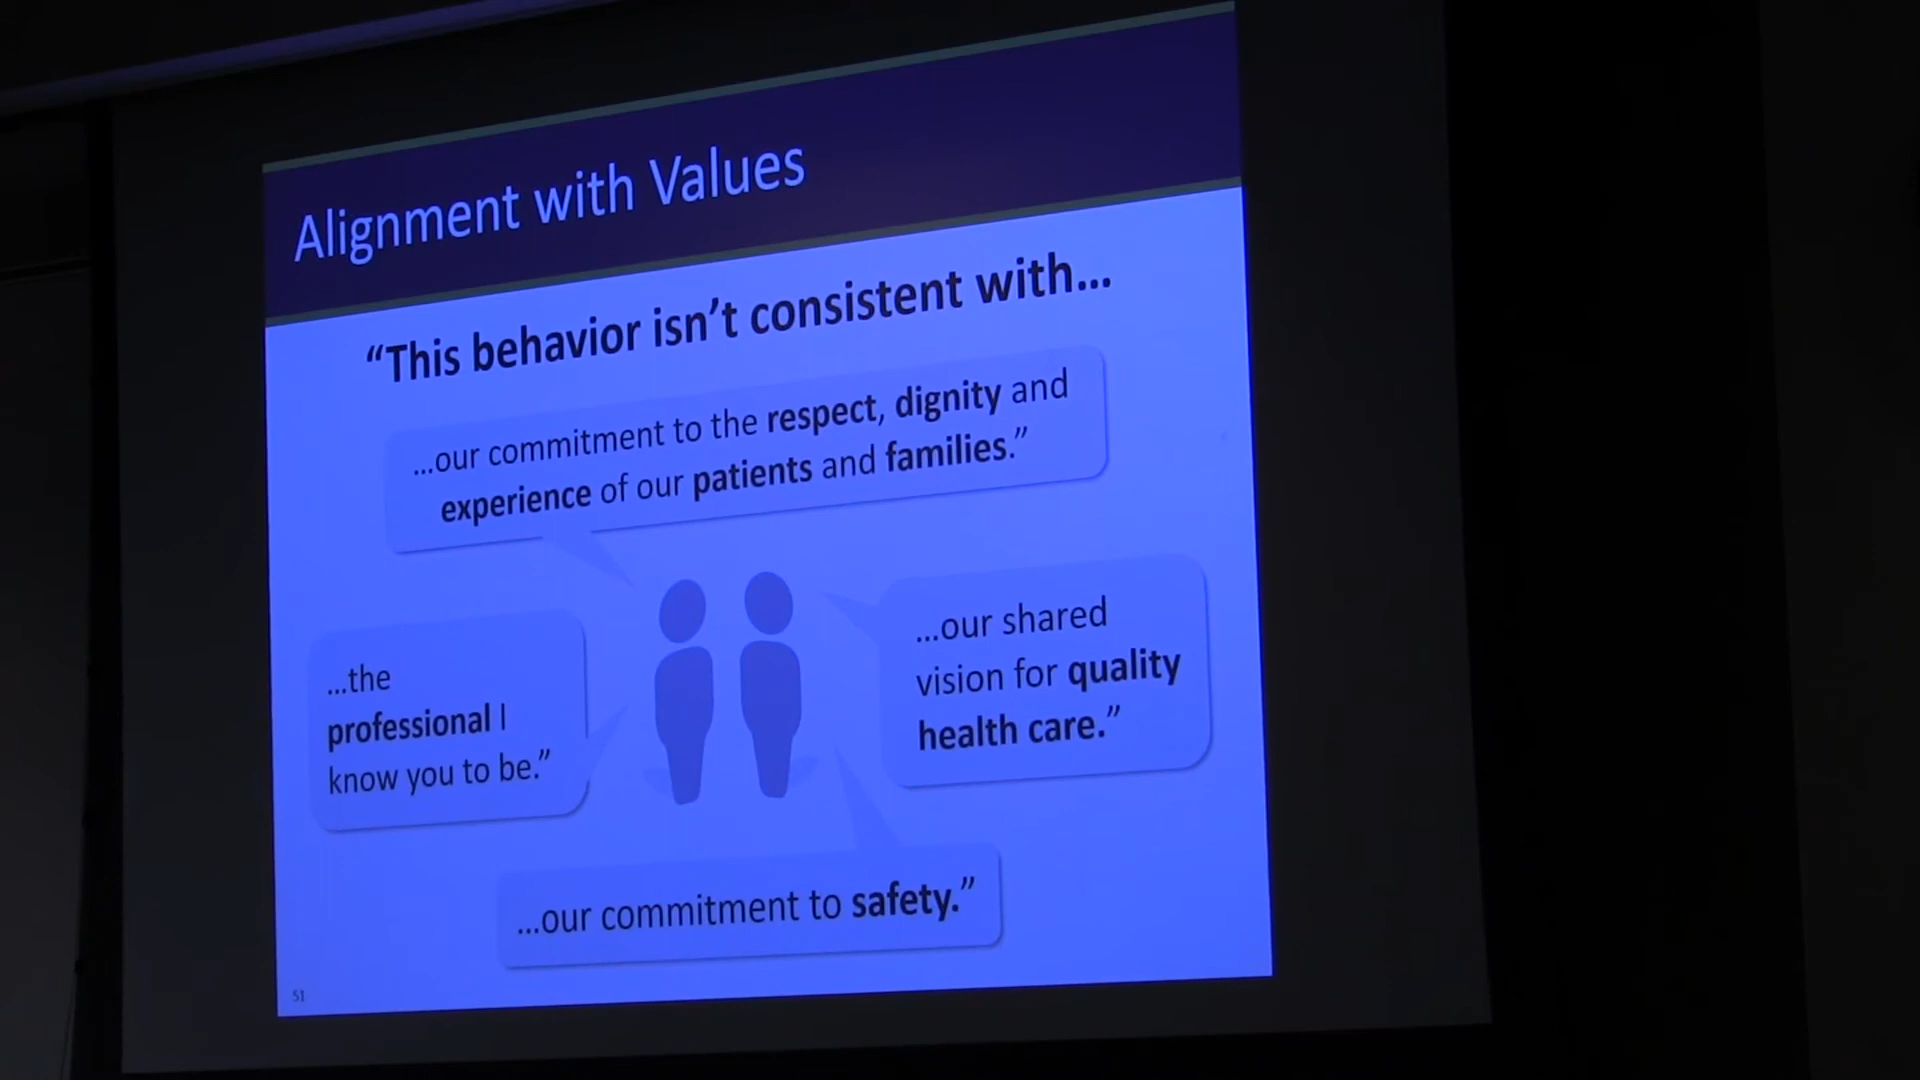 Alignment with Values
“This behavior isn’t consistent with...
...our commitment to the respect, dignity and
experience of our patients and families.”
...the
professional I
know you to be.”
...our shared
vision for quality
health care.”
...our commitment to safety.”
51